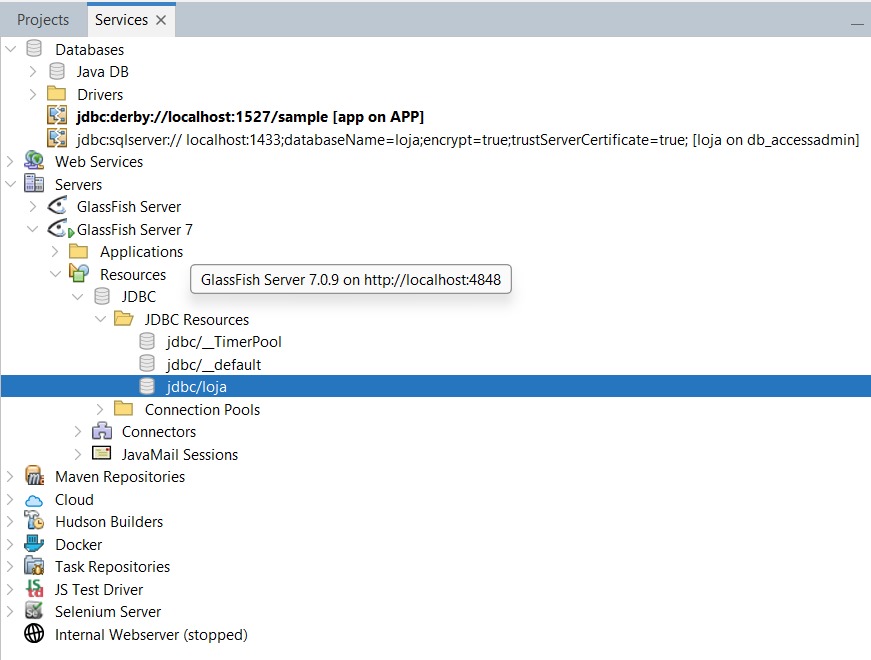 Projects
Services
Databases
Java DB
Drivers
jdbc:derby://localhost:1527/sample [app on APP]
jdbc:sqlserver:// localhost:1433;databaseName=loja;encrypt=true;trustServerCertificate=true; [loja on db_accessadmin]
Web Services
Servers
GlassFish Server
GlassFish Server 7
Applications
Resources
GlassFish Server 7.0.9 on http://localhost:4848
JDBC
JDBC Resources
jdbc/__TimerPool
jdbc/__default
jdbc/loja
Connection Pools
Connectors
JavaMail Sessions
Maven Repositories
Cloud
Hudson Builders
Docker
Task Repositories
JS Test Driver
Selenium Server
Internal Webserver (stopped)